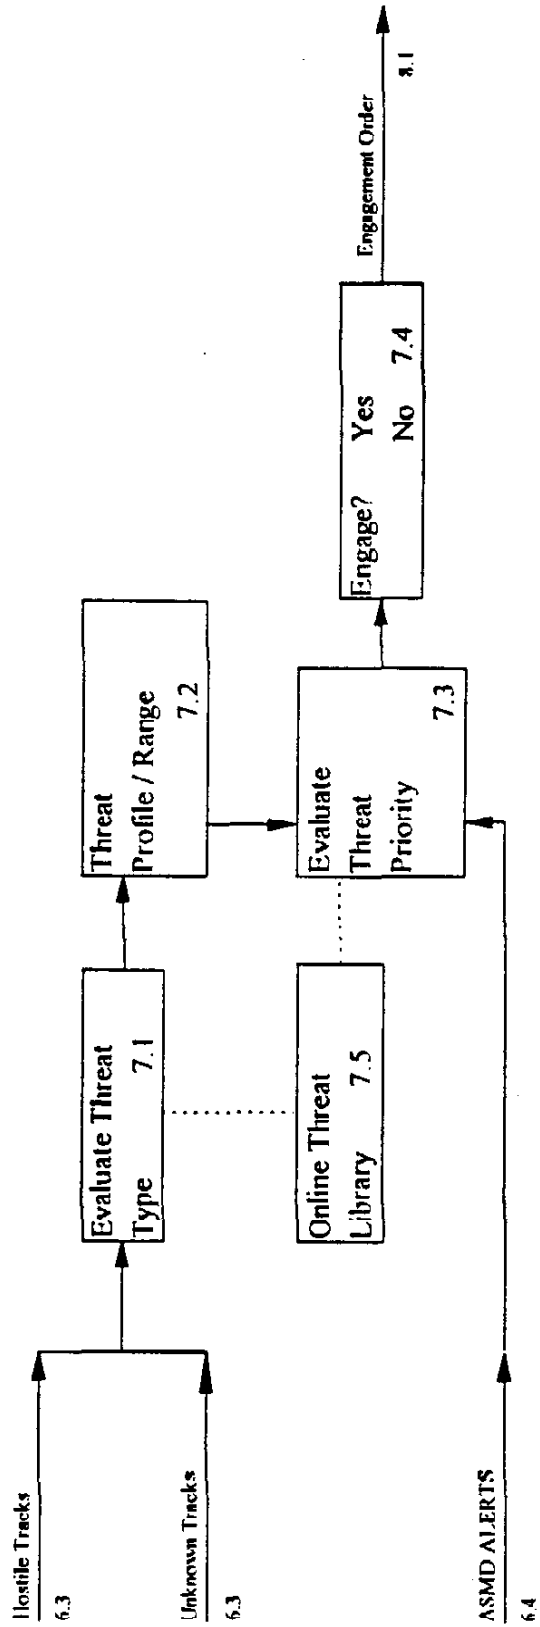 Hostile Tracks
6.3
Unknown Tracks
6.3
ASMD ALERTS
6.4
Evaluate Threat
Type 7.1
Online Threat
Library 7.5
Threat
Profile / Range
7.2
Evaluate
Threat
Priority
7.3
Engage? Yes
No 7.4
Engagement Order
8.1